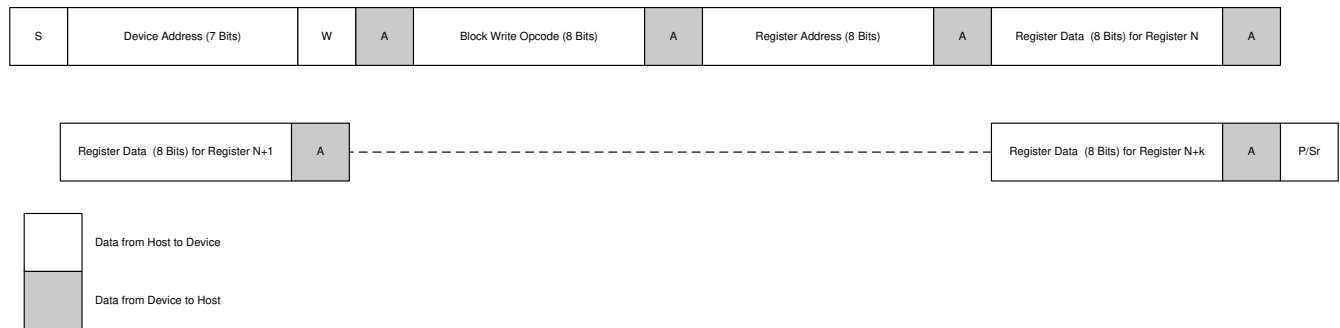 S Device Address (7 Bits) W A Block Write Opcode (8 Bits) A Register Address (8 Bits) A Register Data (8 Bits) for Register N A
Register Data (8 Bits) for Register N+1 A Register Data (8 Bits) for Register N+k A P/Sr
Data from Host to Device
Data from Device to Host